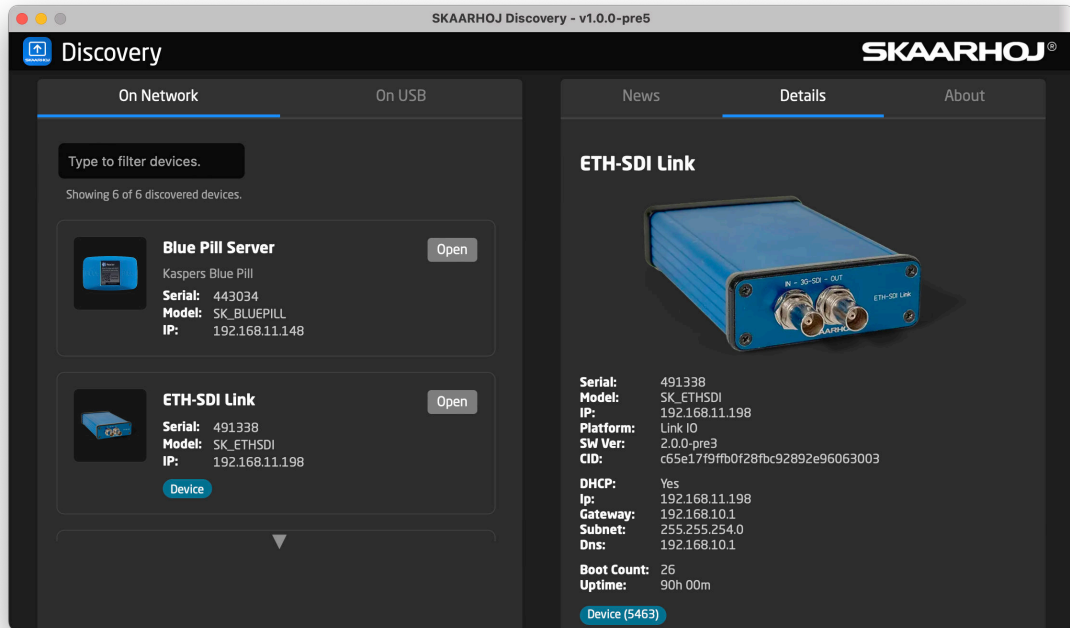 SKAARHOJ Discovery - v1.0.0-pre5
Discovery
SKAARHOJ®
On Network
On USB
Type to filter devices.
Showing 6 of 6 discovered devices.
Blue Pill Server
Open
Kaspers Blue Pill
Serial: 443034
Model: SK_BLUEPILL
IP: 192.168.11.148
ETH-SDI Link
Open
Serial: 491338
Model: SK_ETHSDI
IP: 192.168.11.198
Device
News
Details
About
ETH-SDI Link
IN - 3G-SDI - OUT
ETH-SDI Link
Serial: 491338
Model: SK_ETHSDI
IP: 192.168.11.198
Platform: Link IO
SW Ver: 2.0.0-pre3
CID: c65e17f9ffb0f28fbc92892e96063003
DHCP: Yes
Ip: 192.168.11.198
Gateway: 192.168.10.1
Subnet: 255.255.254.0
Dns: 192.168.10.1
Boot Count: 26
Uptime: 90h 00m
Device (5463)